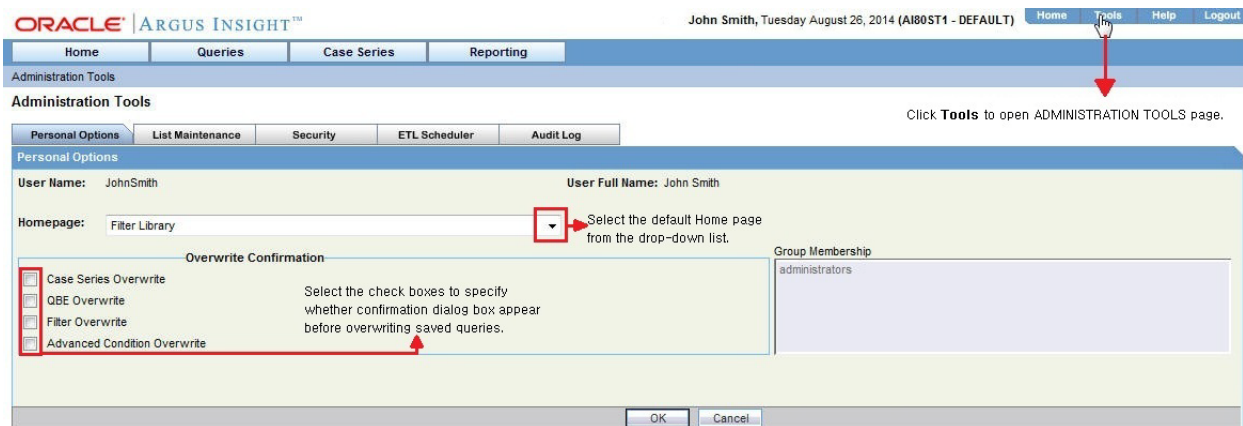 ORACLE® | ARGUS INSIGHT™
John Smith, Tuesday August 26, 2014 (AI80ST1 - DEFAULT)
Home Tools Help Logout
Home Queries Case Series Reporting
Administration Tools
Administration Tools
Click Tools to open ADMINISTRATION TOOLS page.
Personal Options List Maintenance Security ETL Scheduler Audit Log
Personal Options
User Name: JohnSmith
User Full Name: John Smith
Homepage: Filter Library
Select the default Home page
from the drop-down list.
Overwrite Confirmation
Case Series Overwrite
QBE Overwrite
Filter Overwrite
Advanced Condition Overwrite
Select the check boxes to specify
whether confirmation dialog box appear
before overwriting saved queries.
Group Membership
administrators
OK Cancel